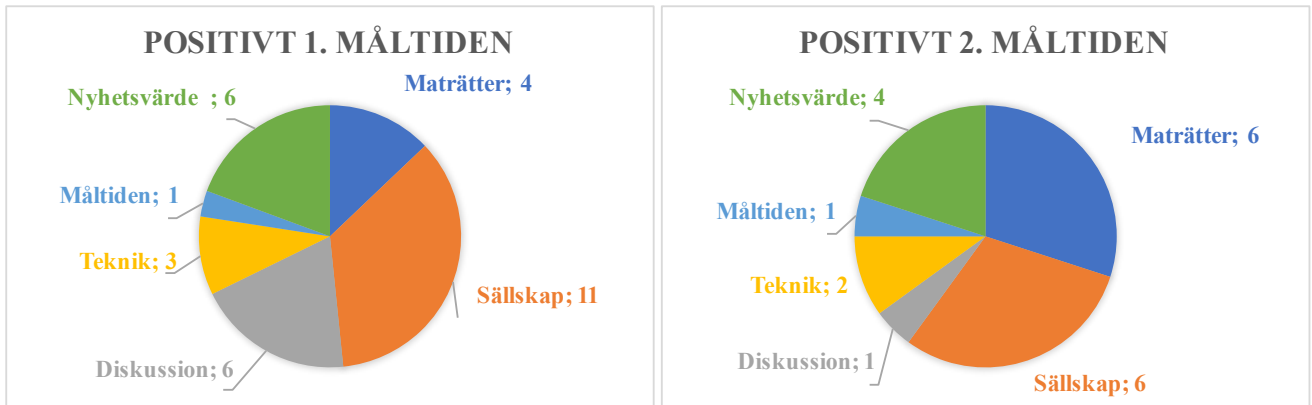 POSITIVT 1. MÅLTIDEN
Maträtter; 4
Nyhetsvärde ; 6
Måltiden; 1
Teknik; 3
Sällskap; 11
Diskussion; 6
POSITIVT 2. MÅLTIDEN
Nyhetsvärde; 4
Maträtter; 6
Måltiden; 1
Teknik; 2
Diskussion; 1
Sällskap; 6